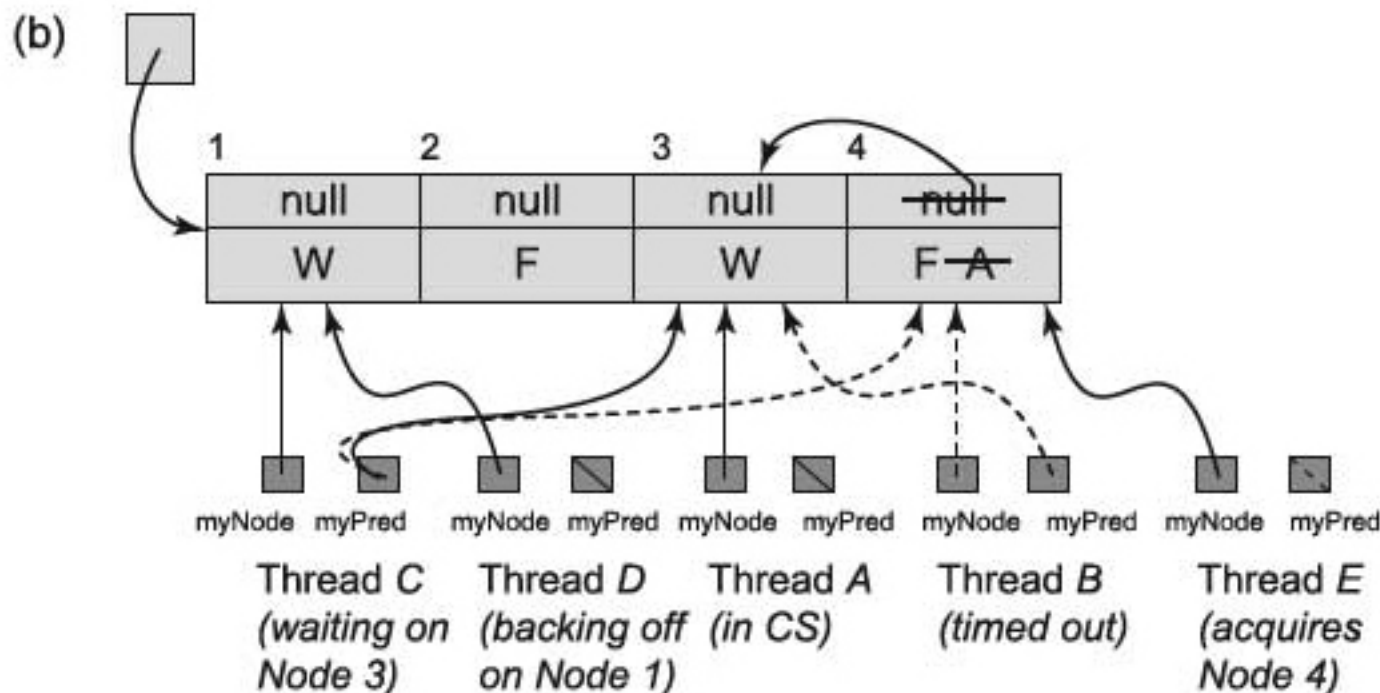 (b)
1 2 3 4
null null null null
W F W F A
myNode myPred myNode myPred myNode myPred myNode myPred myNode myPred
Thread C Thread D Thread A Thread B Thread E
(waiting on (backing off (in CS) (timed out) (acquires
Node 3) on Node 1) Node 4)